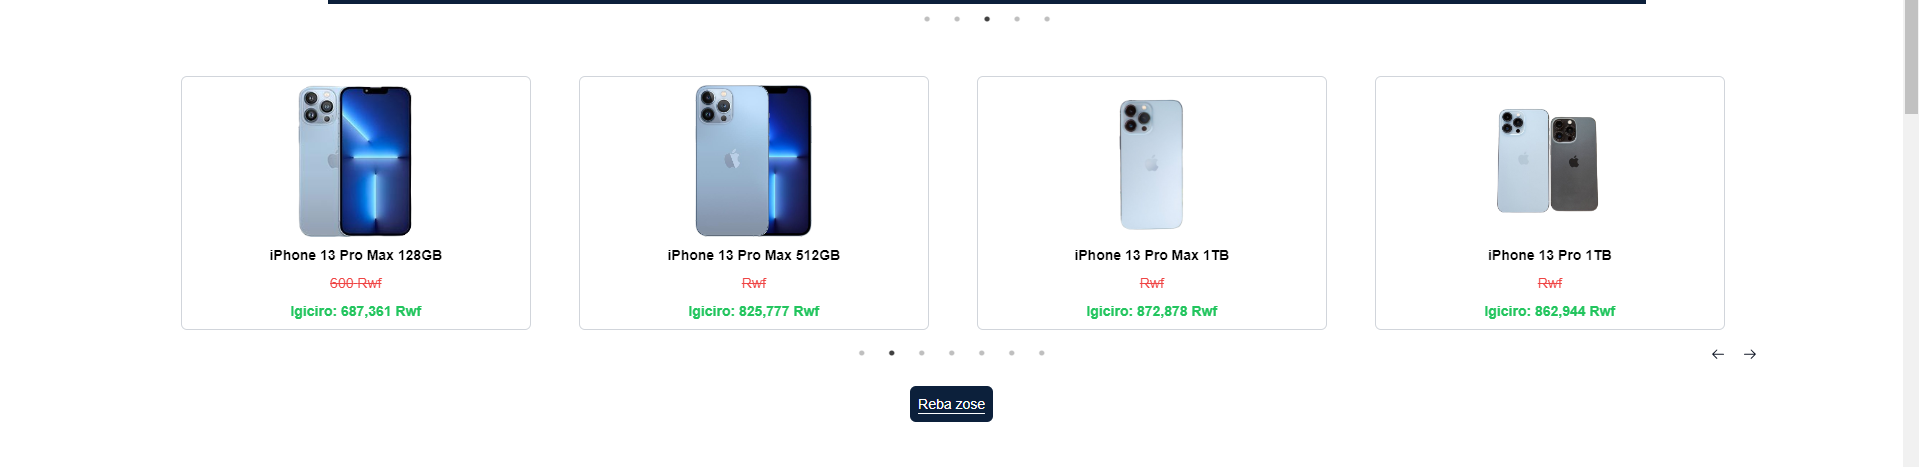 iPhone 13 Pro Max 128GB
600 Rwf
Igiciro: 687,361 Rwf
iPhone 13 Pro Max 512GB
Rwf
Igiciro: 825,777 Rwf
iPhone 13 Pro Max 1TB
Rwf
Igiciro: 872,878 Rwf
iPhone 13 Pro 1TB
Rwf
Igiciro: 862,944 Rwf
Reba zose